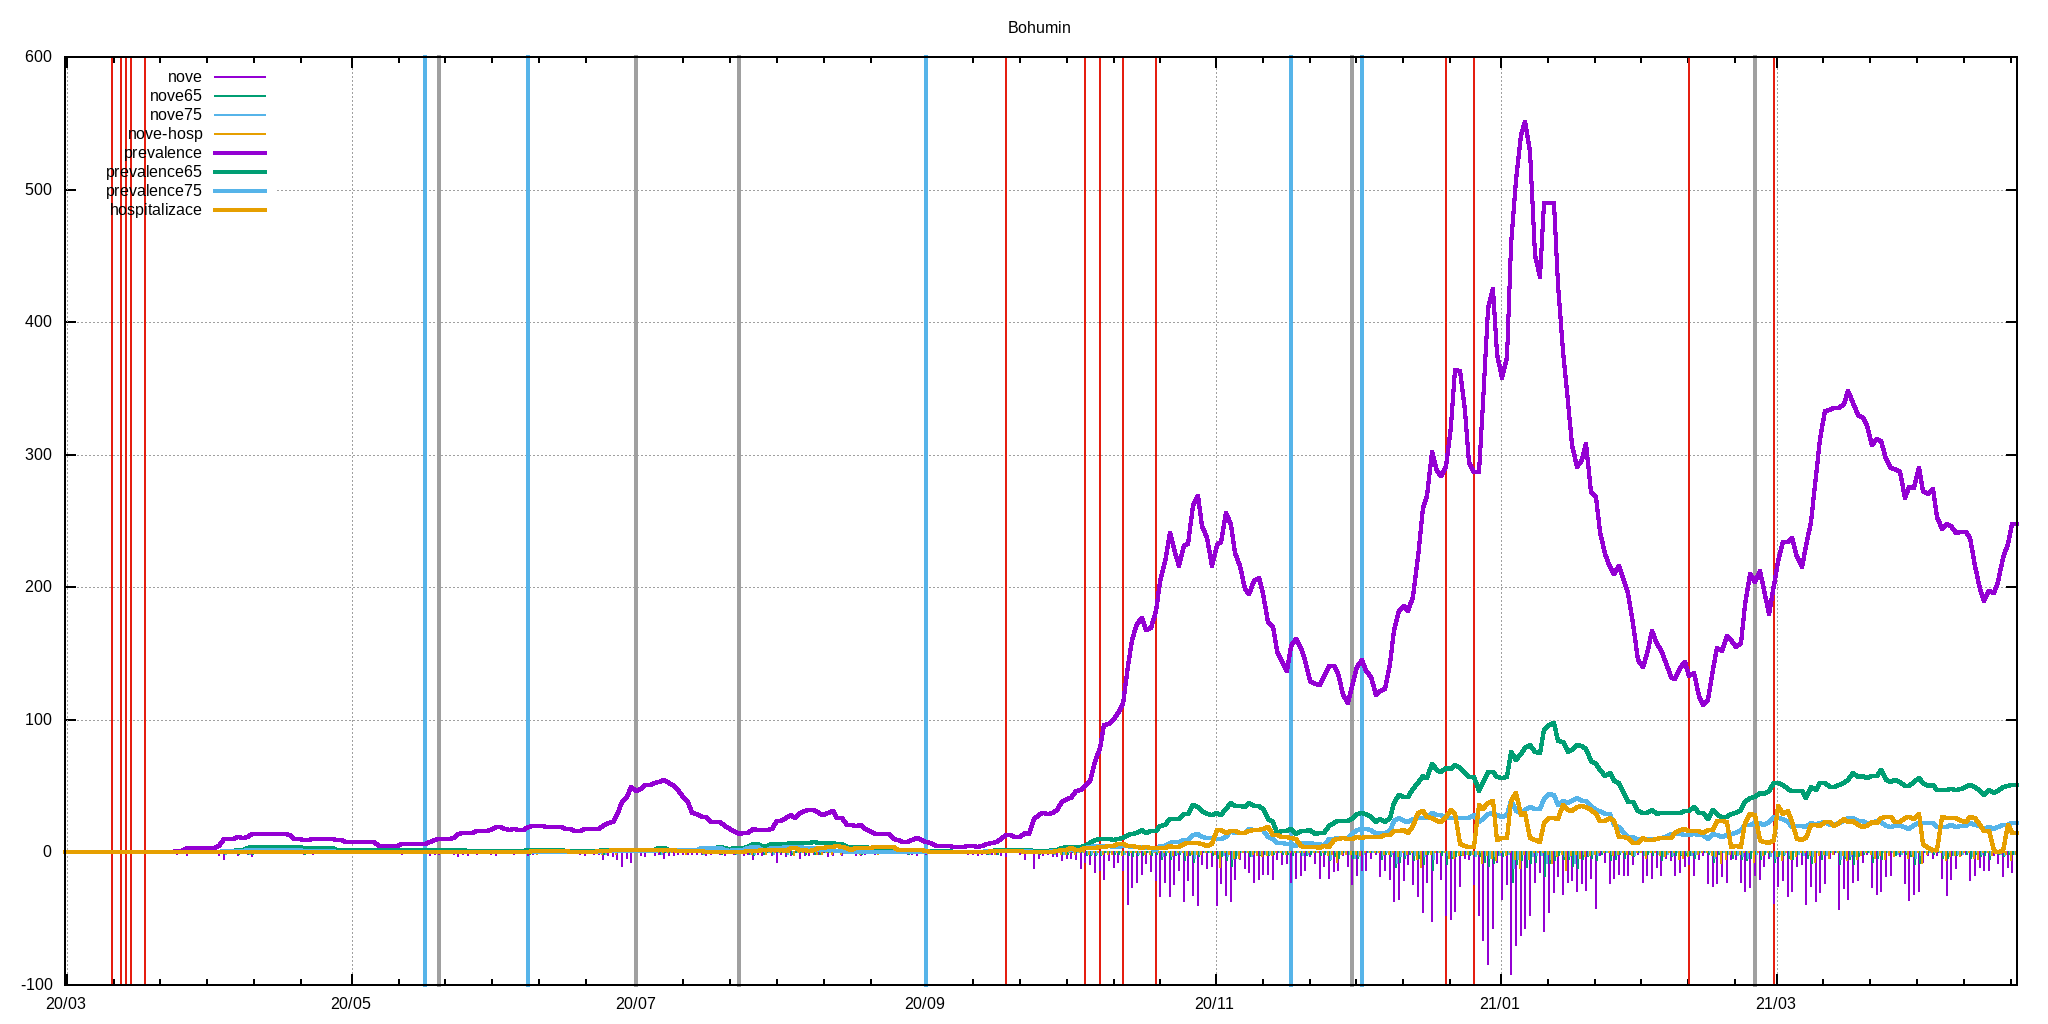 Bohumin
600
nove
nove65
nove75
nove-hosp
prevalence
prevalence65
prevalence75
hospitalizace
500
400
300
200
100
0
-100
20/03 20/05 20/07 20/09 20/11 21/01 21/03